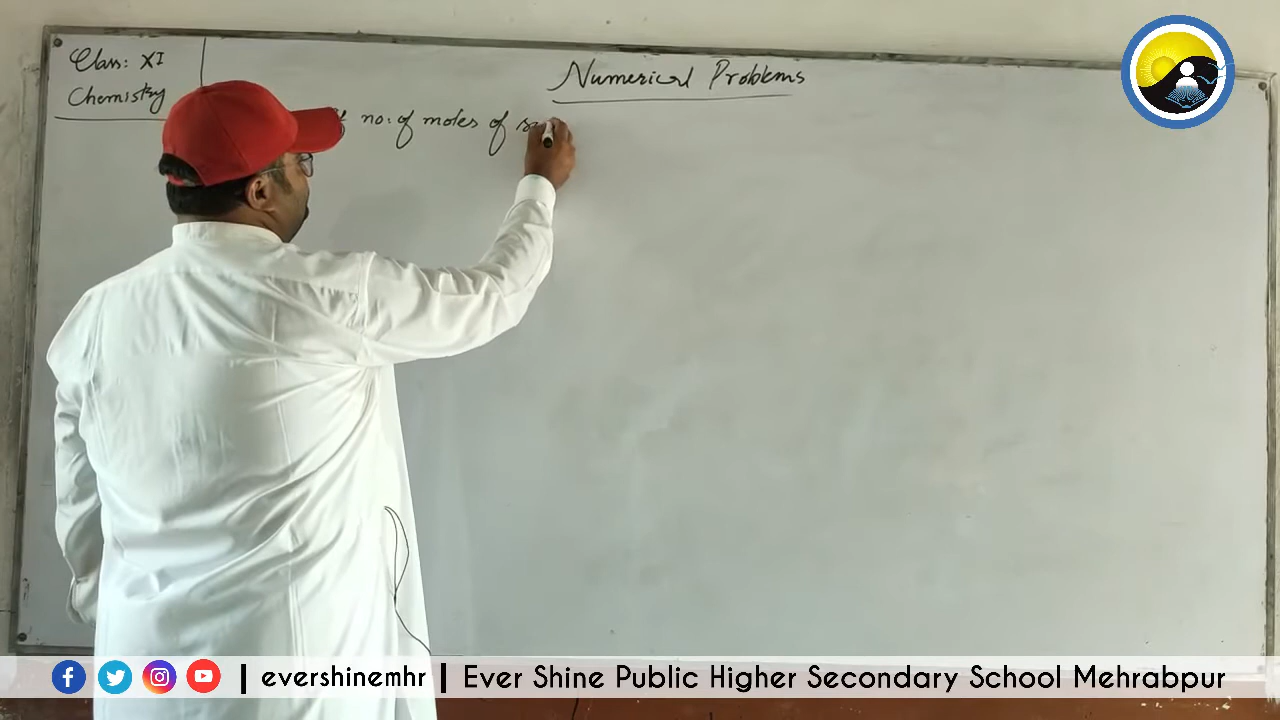 Class: XI
Chemistry
Numerical Problems
no: of moles of
| evershinemhr | Ever Shine Public Higher Secondary School Mehrabpur